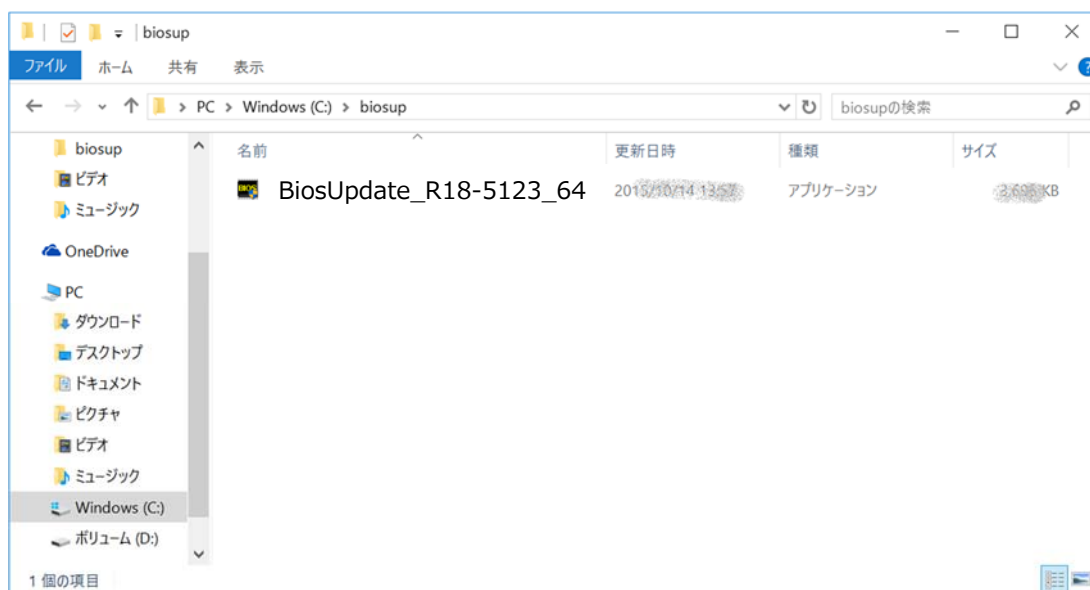 biosup
ファイル ホーム 共有 表示
PC > Windows (C:) > biosup
biosupの検索
名前 更新日時 種類 サイズ
BiosUpdate_R18-5123_64 2015/10/14 アプリケーション KB
biosup
ビデオ
ミュージック
OneDrive
PC
ダウンロード
デスクトップ
ドキュメント
ピクチャ
ビデオ
ミュージック
Windows (C:)
ボリューム (D:)
1 個の項目